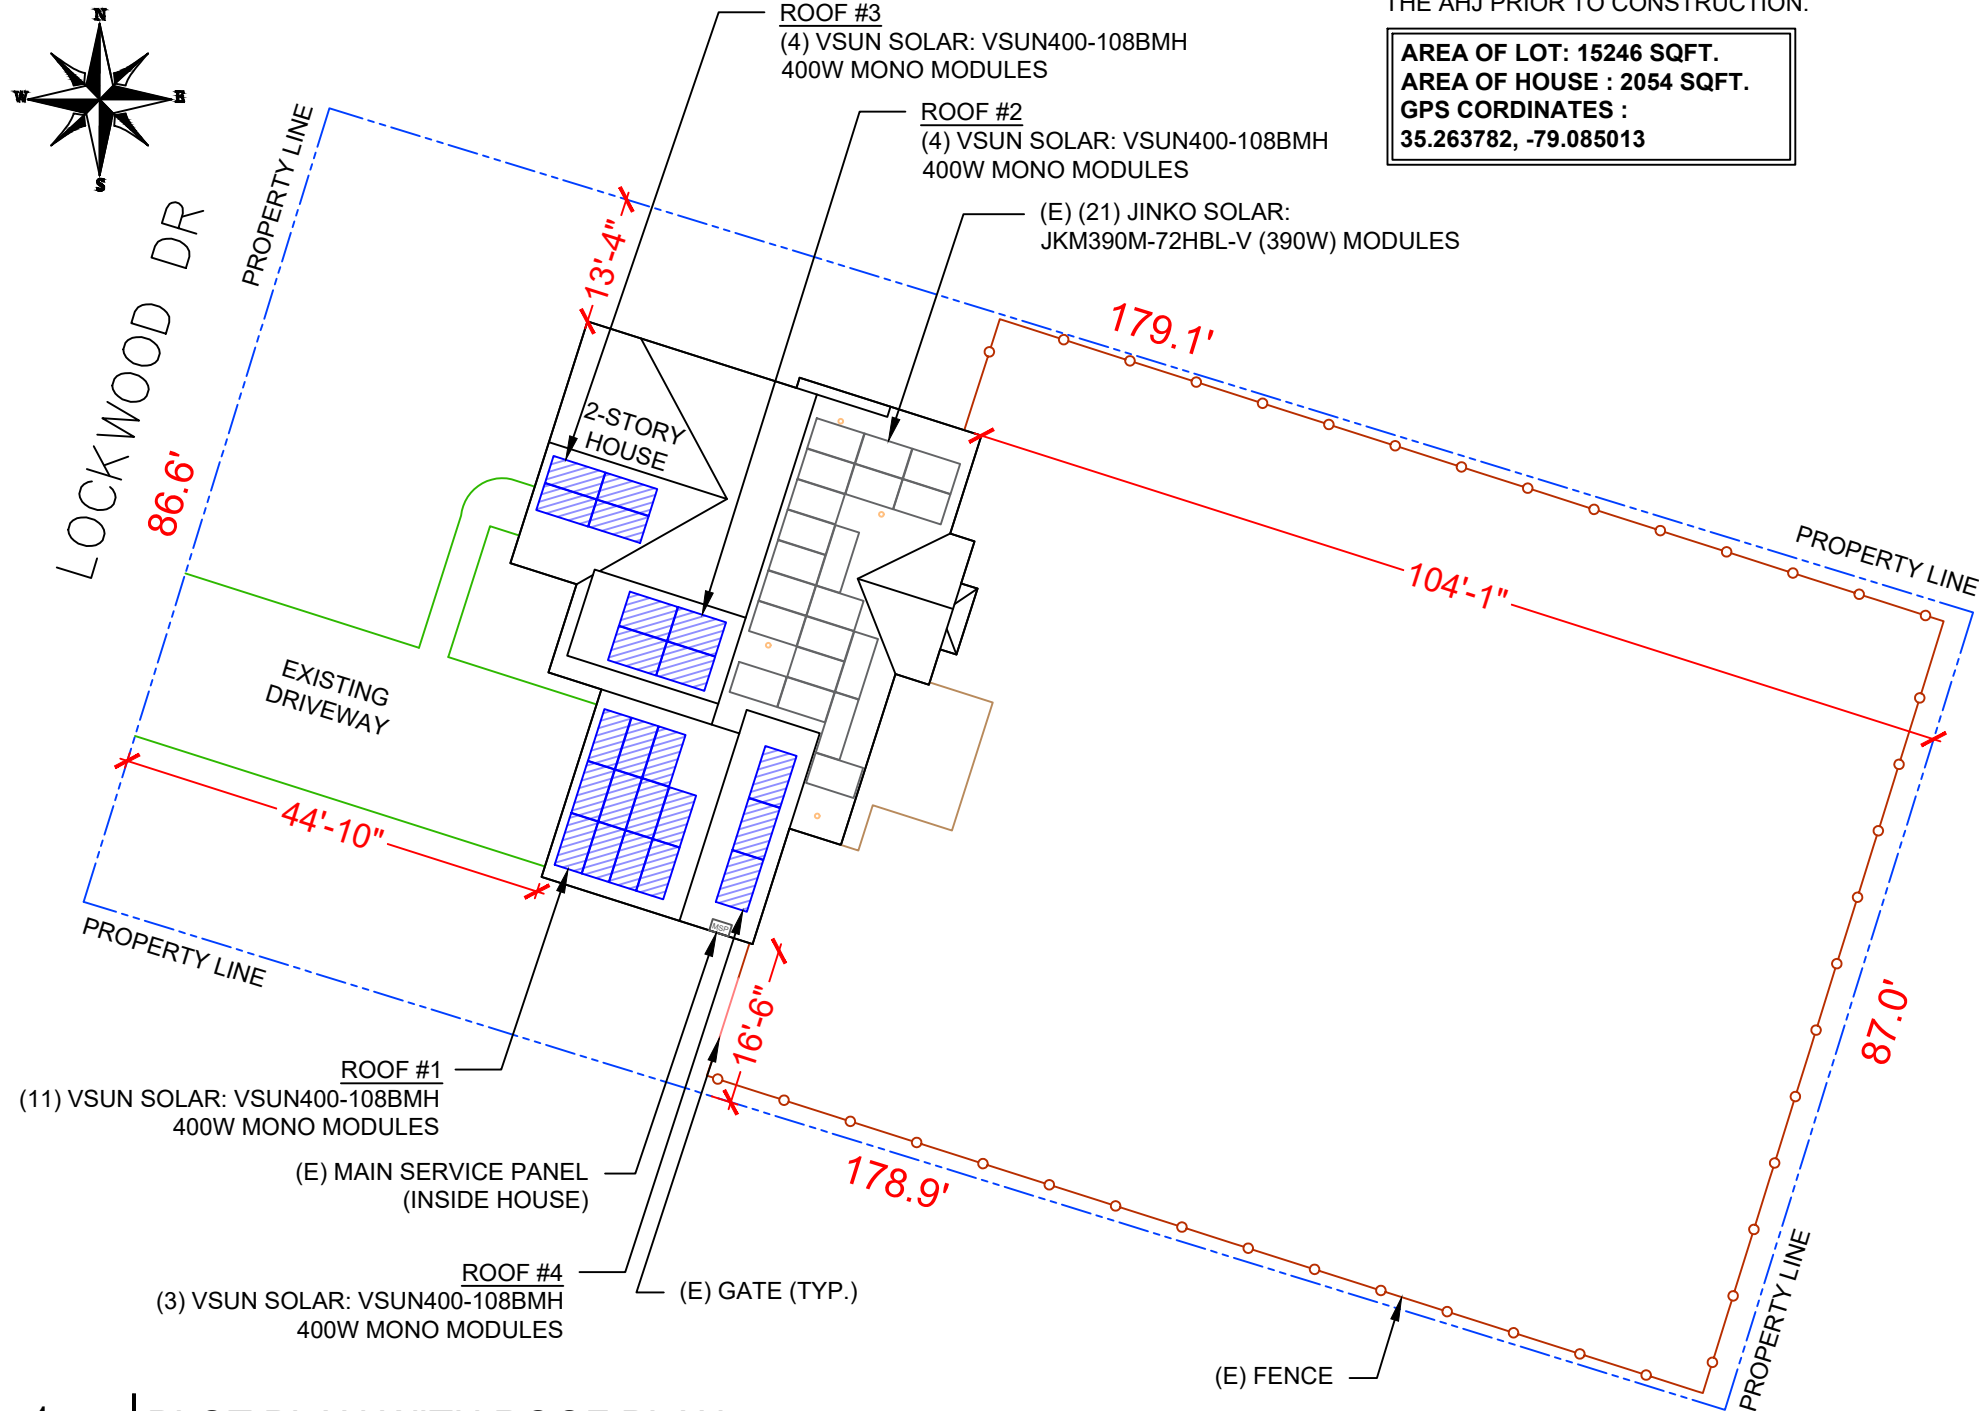 THE AHJ PRIOR TO CONSTRUCTION.
AREA OF LOT: 15246 SQFT.
AREA OF HOUSE : 2054 SQFT.
GPS CORDINATES :
35.263782, -79.085013
N
W
E
S
ROOF #3
(4) VSUN SOLAR: VSUN400-108BMH
400W MONO MODULES
ROOF #2
(4) VSUN SOLAR: VSUN400-108BMH
400W MONO MODULES
(E) (21) JINKO SOLAR:
JKM390M-72HBL-V (390W) MODULES
PROPERTY LINE
LOCKWOOD DR
13'-4"
179.1'
86.6'
2-STORY
HOUSE
104'-1"
PROPERTY LINE
EXISTING
DRIVEWAY
44'-10"
PROPERTY LINE
MSP
16'-6"
87.0'
ROOF #1
(11) VSUN SOLAR: VSUN400-108BMH
400W MONO MODULES
(E) MAIN SERVICE PANEL
(INSIDE HOUSE)
178.9'
ROOF #4
(3) VSUN SOLAR: VSUN400-108BMH
400W MONO MODULES
(E) GATE (TYP.)
(E) FENCE
PROPERTY LINE